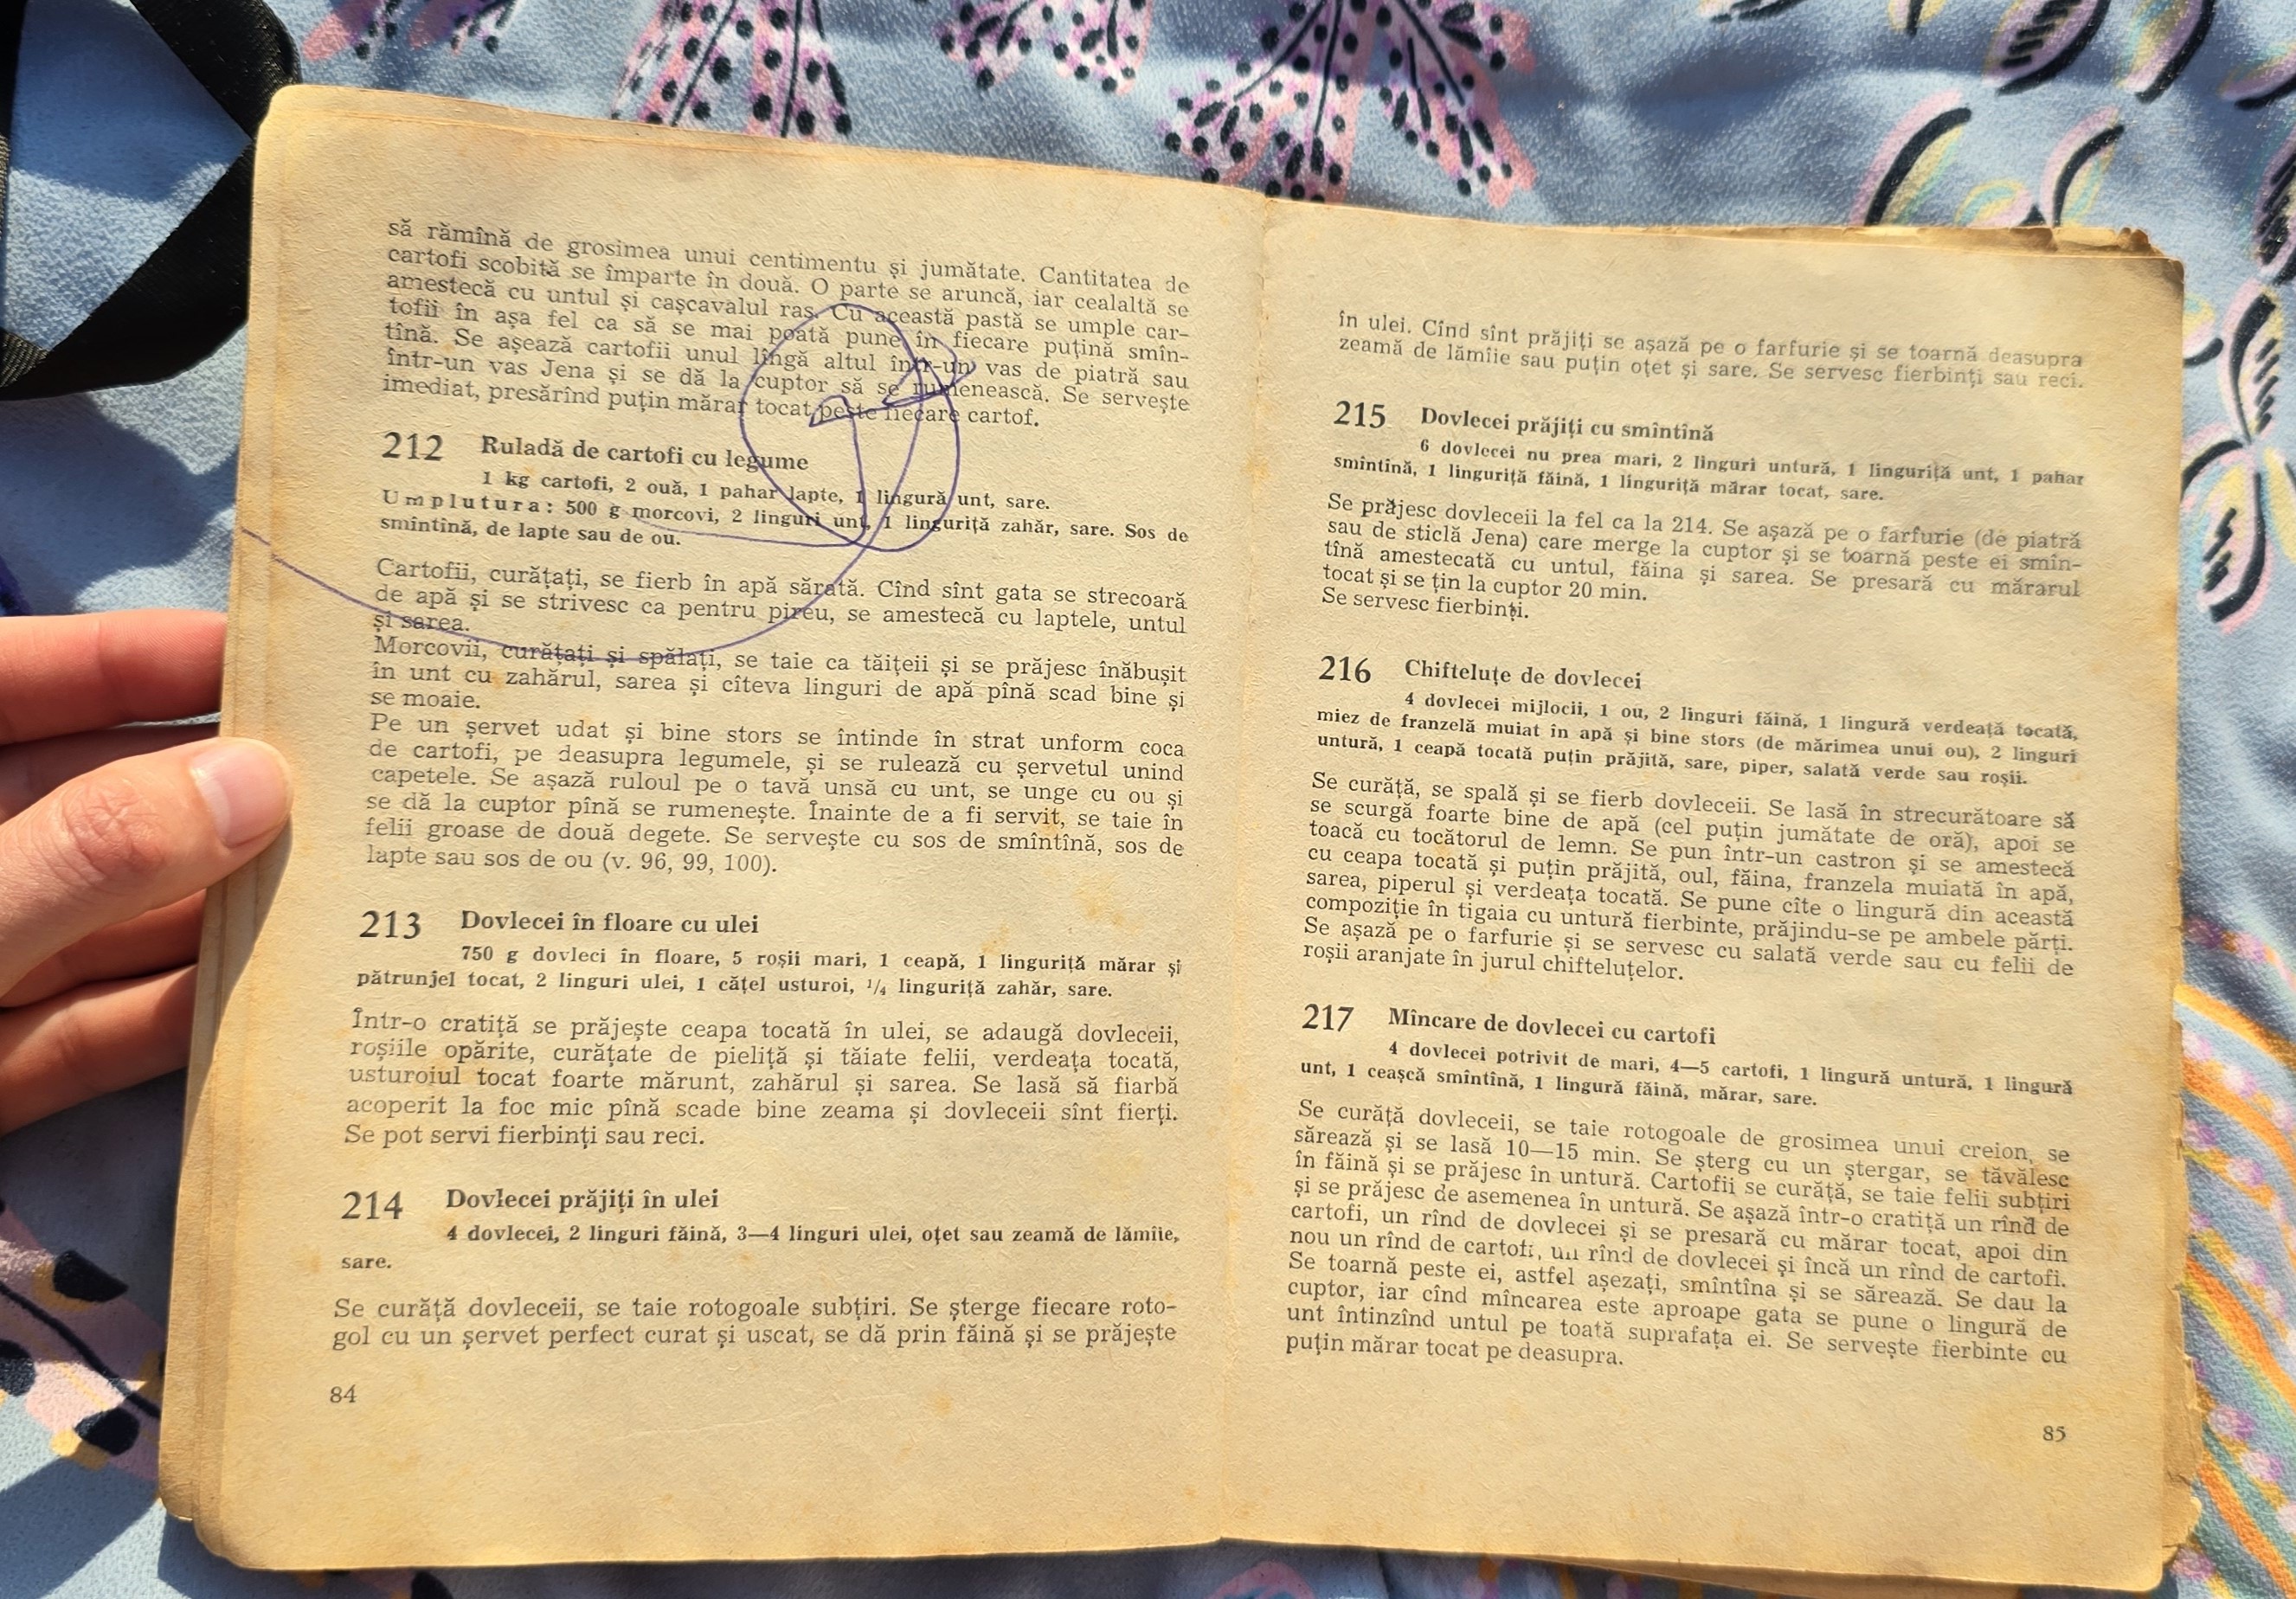 să rămînă de grosimea unui centimentu și jumătate. Cantitatea de
cartofi scobită se împarte în două. O parte se aruncă, iar cealaltă se
amestecă cu untul și cașcavalul ras. Cu această pastă se umple car-
tofii în așa fel ca să se mai poată pune în fiecare puțină smîn-
tînă. Se așează cartofii unul lîngă altul într-un vas de piatră sau
într-un vas Jena și se dă la cuptor să se rumenească. Se servește
imediat, presărînd puțin mărar tocat peste fiecare cartof.
212 Ruladă de cartofi cu legume
1 kg cartofi, 2 ouă, 1 pahar lapte, 1 lingură unt, sare.
Umplutura: 500 g morcovi, 2 linguri unt, 1 linguriță zahăr, sare. Sos de
smîntînă, de lapte sau de ou.
Cartofii, curățați, se fierb în apă sărată. Cînd sînt gata se strecoară
de apă și se strivesc ca pentru pireu, se amestecă cu laptele, untul
și sarea.
Morcovii, curățați și spălați, se taie ca tăiței și se prăjesc înăbușit
în unt cu zahărul, sarea și cîteva linguri de apă pînă scad bine și
se moaie.
Pe un șervet udat și bine stors se întinde în strat unform coca
de cartofi, pe deasupra legumele, și se rulează cu șervetul unind
capetele. Se așază ruloul pe o tavă unsă cu unt, se unge cu ou și
se dă la cuptor pînă se rumenește. Înainte de a fi servit, se taie în
felii groase de două degete. Se servește cu sos de smîntînă, sos de
lapte sau sos de ou (v. 96, 99, 100).
213 Dovlecei în floare cu ulei
750 g dovleci în floare, 5 roșii mari, 1 ceapă, 1 linguriță mărar și
pătrunjel tocat, 2 linguri ulei, 1 cățel usturoi, 1/4 linguriță zahăr, sare.
Într-o cratiță se prăjește ceapa tocată în ulei, se adaugă dovleceii,
roșiile opărite, curățate de pieliță și tăiate felii, verdeața tocată,
usturoiul tocat foarte mărunt, zahărul și sarea. Se lasă să fiarbă
acoperit la foc mic pînă scade bine zeama și dovleceii sînt fierți.
Se pot servi fierbinți sau reci.
214 Dovlecei prăjiți în ulei
4 dovlecei, 2 linguri făină, 3—4 linguri ulei, oțet sau zeamă de lămîie,
sare.
Se curăță dovleceii, se taie rotogoale subțiri. Se șterge fiecare roto-
gol cu un șervet perfect curat și uscat, se dă prin făină și se prăjește
84
în ulei. Cînd sînt prăjiți se așază pe o farfurie și se toarnă deasupra
zeamă de lămîie sau puțin oțet și sare. Se servesc fierbinți sau reci.
215 Dovlecei prăjiți cu smîntînă
6 dovlecei nu prea mari, 2 linguri untură, 1 linguriță unt, 1 pahar
smîntînă, 1 linguriță făină, 1 linguriță mărar tocat, sare.
Se prăjesc dovleceii la fel ca la 214. Se așază pe o farfurie (de piatră
sau de sticlă Jena) care merge la cuptor și se toarnă peste ei smîn-
tînă amestecată cu untul, făina și sarea. Se presară cu mărarul
tocat și se țin la cuptor 20 min.
Se servesc fierbinți.
216 Chifteluțe de dovlecei
4 dovlecei mijlocii, 1 ou, 2 linguri făină, 1 lingură verdeață tocată,
miez de franzelă muiat în apă și bine stors (de mărimea unui ou), 2 linguri
untură, 1 ceapă tocată puțin prăjită, sare, piper, salată verde sau roșii.
Se curăță, se spală și se fierb dovleceii. Se lasă în strecurătoare să
se scurgă foarte bine de apă (cel puțin jumătate de oră), apoi se
toacă cu tocătorul de lemn. Se pun într-un castron și se amestecă
cu ceapa tocată și puțin prăjită, oul, făina, franzela muiată în apă,
sarea, piperul și verdeața tocată. Se pune cîte o lingură din această
compoziție în tigaia cu untură fierbinte, prăjindu-se pe ambele părți.
Se așază pe o farfurie și se servesc cu salată verde sau cu felii de
roșii aranjate în jurul chifteluțelor.
217 Mîncare de dovlecei cu cartofi
4 dovlecei potrivit de mari, 4—5 cartofi, 1 lingură untură, 1 lingură
unt, 1 ceașcă smîntînă, 1 lingură făină, mărar, sare.
Se curăță dovleceii, se taie rotogoale de grosimea unui creion, se
sărează și se lasă 10—15 min. Se șterg cu un ștergar, se tăvălesc
în făină și se prăjesc în untură. Cartofii se curăță, se taie felii subțiri
și se prăjesc de asemenea în untură. Se așază într-o cratiță un rînd de
cartofi, un rînd de dovlecei și se presară cu mărar tocat, apoi din
nou un rînd de cartofi, un rînd de dovlecei și încă un rînd de cartofi.
Se toarnă peste ei, astfel așezați, smîntîna și se sărează. Se dau la
cuptor, iar cînd mîncarea este aproape gata se pune o lingură de
unt întinzînd untul pe toată suprafața ei. Se servește fierbinte cu
puțin mărar tocat pe deasupra.
85